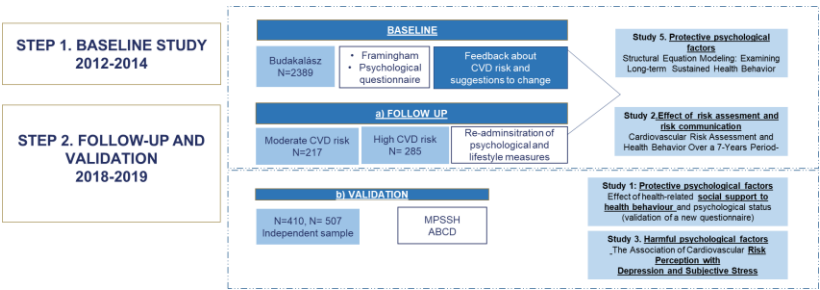 STEP 1. BASELINE STUDY
2012-2014
STEP 2. FOLLOW-UP AND
VALIDATION
2018-2019
BASELINE
Budakalász
N=2389
• Framingham
• Psychological
questionnaire
Feedback about
CVD risk and
suggestions to change
a) FOLLOW UP
Moderate CVD risk
N=217
High CVD risk
N= 285
Re-adminsitration of
psychological and
lifestyle measures
b) VALIDATION
N=410, N= 507
Independent sample
MPSSH
ABCD
Study 5. Protective psychological
factors
Structural Equation Modeling: Examining
Long-term Sustained Health Behavior
Study 2.Effect of risk assesment and
risk communication
Cardiovascular Risk Assessment and
Health Behavior Over a 7-Years Period-
Study 1: Protective psychological factors
Effect of health-related social support to
health behaviour and psychological status
(validation of a new questionnaire)
Study 3. Harmful psychological factors
The Association of Cardiovascular Risk
Perception with
Depression and Subjective Stress